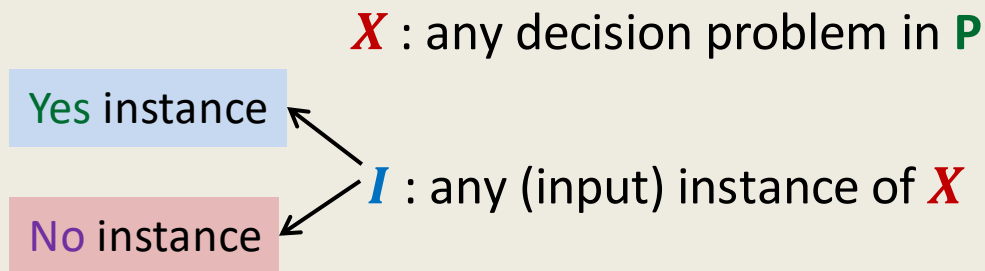 X : any decision problem in P
Yes instance
I : any (input) instance of X
No instance